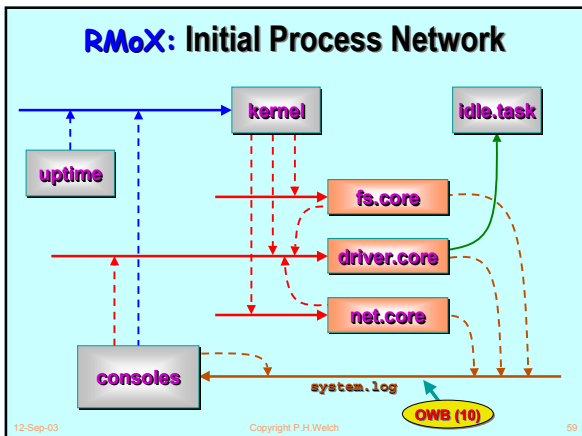 RMoX: Initial Process Network
kernel
idle.task
uptime
fs.core
driver.core
net.core
consoles
system.log
OWB (10)
12-Sep-03
Copyright P.H.Welch
59